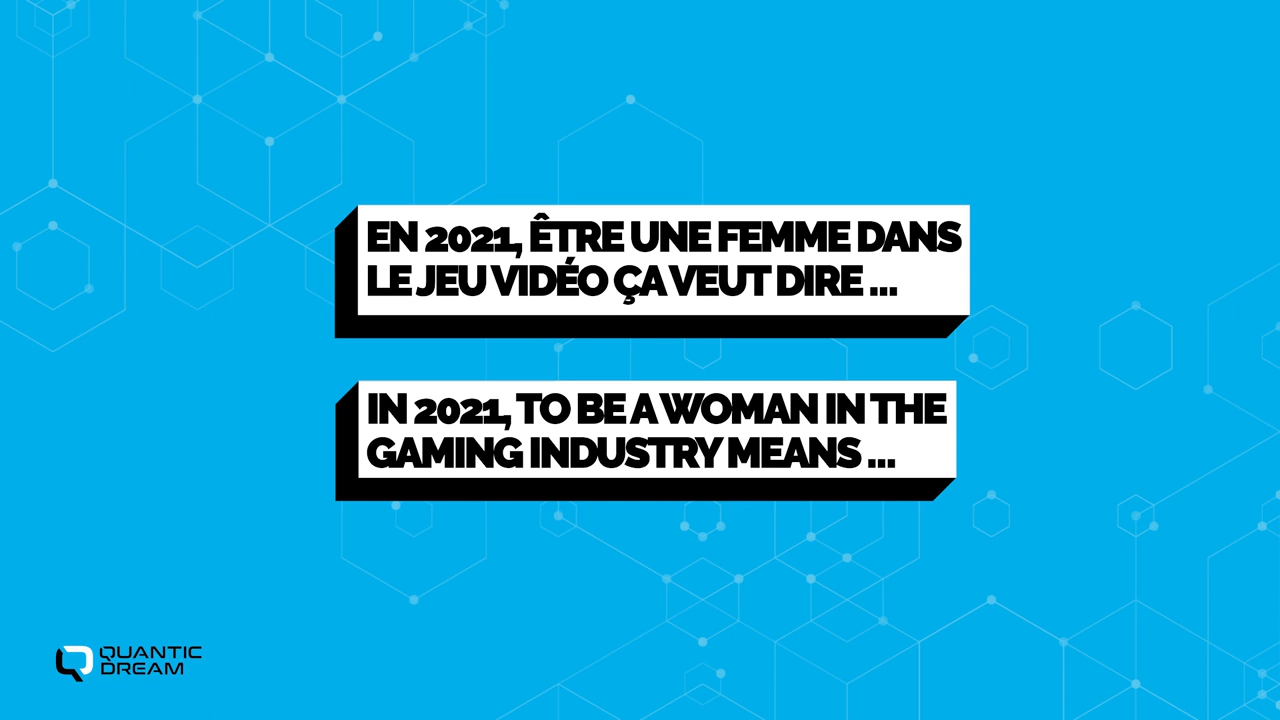 EN 2021, ÊTRE UNE FEMME DANS
LE JEU VIDÉO ÇA VEUT DIRE ...
IN 2021, TO BE A WOMAN IN THE
GAMING INDUSTRY MEANS ...
QUANTIC
DREAM